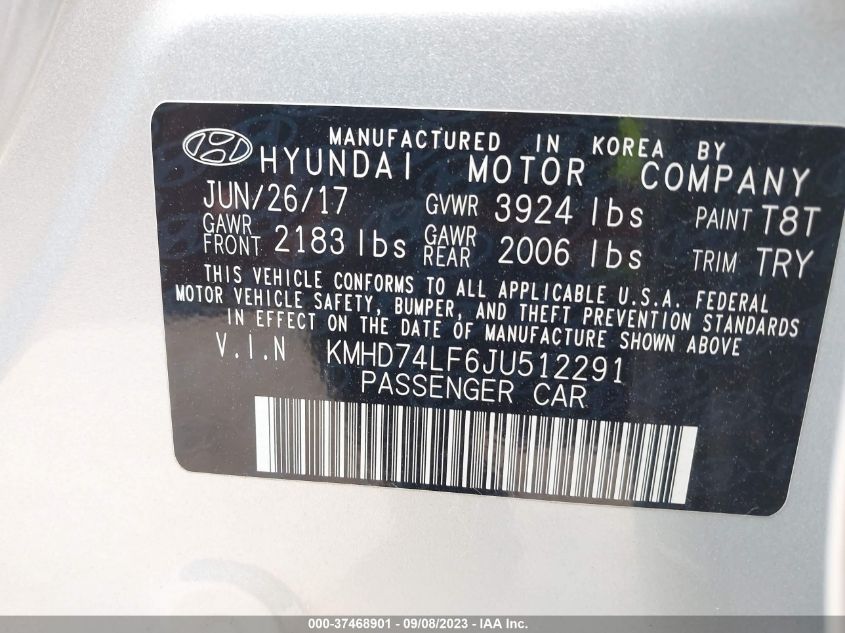 MANUFACTURED IN KOREA BY
HYUNDAI MOTOR COMPANY
JUN/26/17 GVWR 3924 lbs PAINT T8T
GAWR FRONT 2183 lbs GAWR REAR 2006 lbs TRIM TRY
THIS VEHICLE CONFORMS TO ALL APPLICABLE U.S.A. FEDERAL
MOTOR VEHICLE SAFETY, BUMPER, AND THEFT PREVENTION STANDARDS
IN EFFECT ON THE DATE OF MANUFACTURE SHOWN ABOVE
V.I.N KMHD74LF6JU512291
PASSENGER CAR
000-37468901 - 09/08/2023 - IAA Inc.